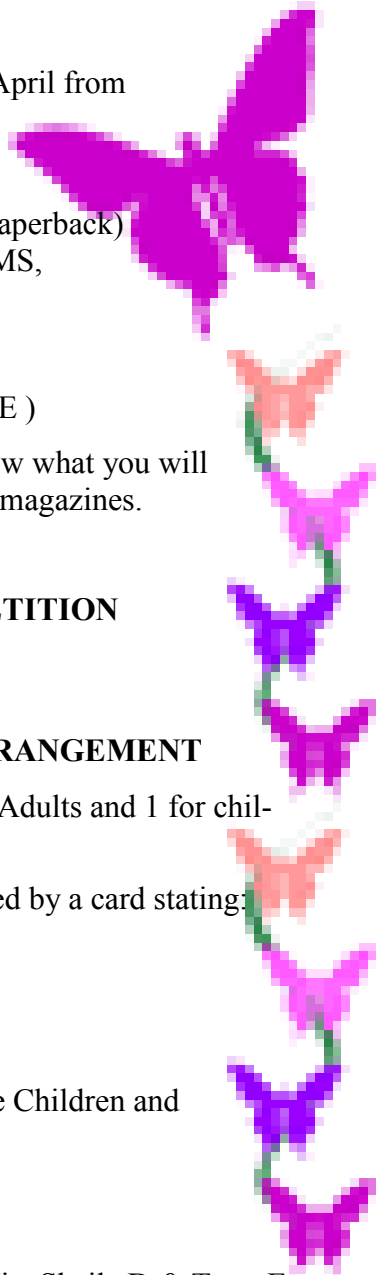 April from
aperback)
MS,
E )
w what you will
magazines.
ETITION
RANGEMENT
Adults and 1 for chil-
ed by a card stating:
e Children and